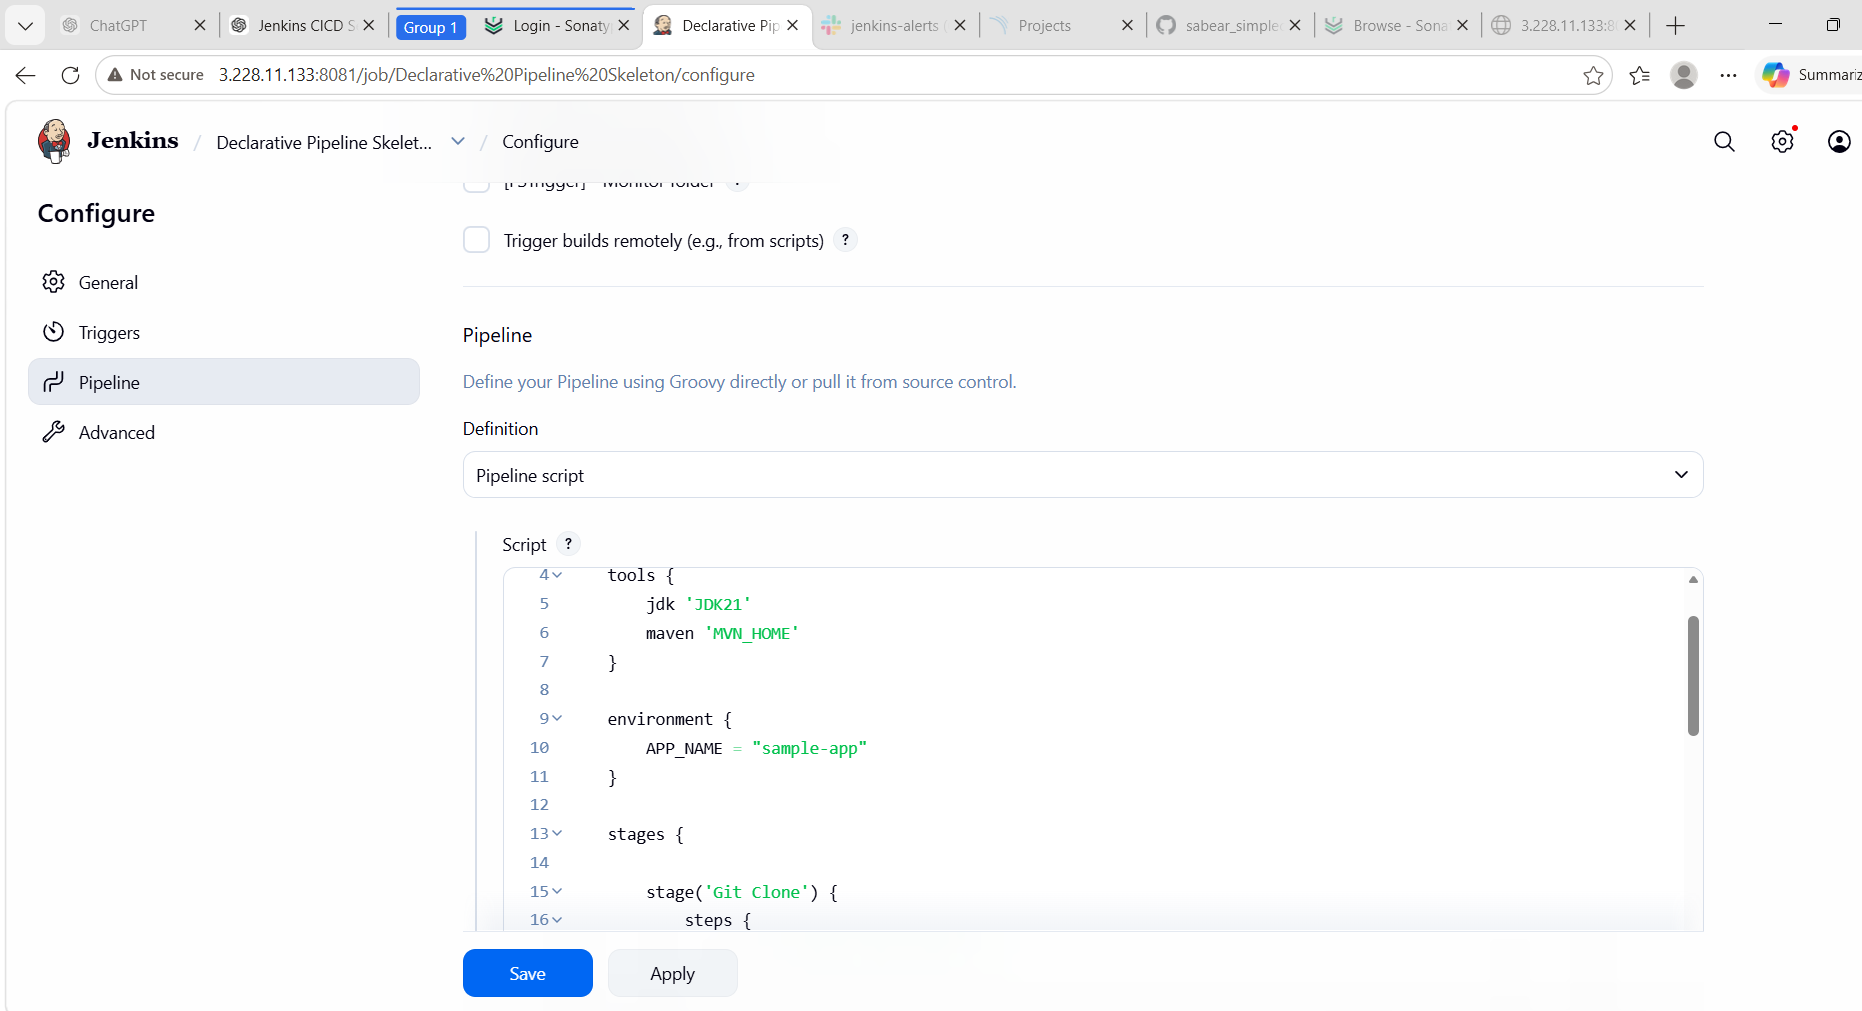 ChatGPT
Jenkins CICD S
Group 1
Login - Sonaty
Declarative Pip
jenkins-alerts (
Projects
sabear_simple
Browse - Sona
3.228.11.133:8
Not secure
3.228.11.133:8081/job/Declarative%20Pipeline%20Skeleton/configure
Summariz
Jenkins / Declarative Pipeline Skelet... / Configure
Configure
General
Triggers
Pipeline
Advanced
[FSTrigger] - Monitor folder ?
Trigger builds remotely (e.g., from scripts) ?
Pipeline
Define your Pipeline using Groovy directly or pull it from source control.
Definition
Pipeline script
Script ?
4 tools {
5 jdk 'JDK21'
6 maven 'MVN_HOME'
7 }
8
9 environment {
10 APP_NAME = "sample-app"
11 }
12
13 stages {
14
15 stage('Git Clone') {
16 steps {
Save
Apply